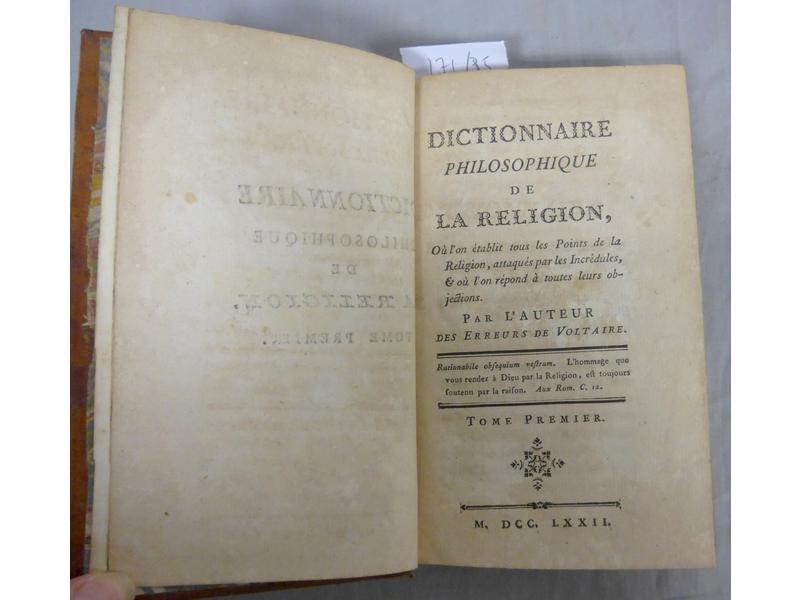 171/35
DICTIONNAIRE
PHILOSOPHIQUE
DE
LA RELIGION,
Où l'on établit tous les Points de la
Religion, attaqués par les Incrédules,
& où l'on répond à toutes leurs ob-
jections.
PAR L'AUTEUR
DES ERREURS DE VOLTAIRE.
Rationabile obsequium vestrum. L'hommage que
vous rendez à Dieu par la Religion, est toujours
soutenu par la raison. Aux Rom. C. 12.
TOME PREMIER.
M. DCC. LXXII.